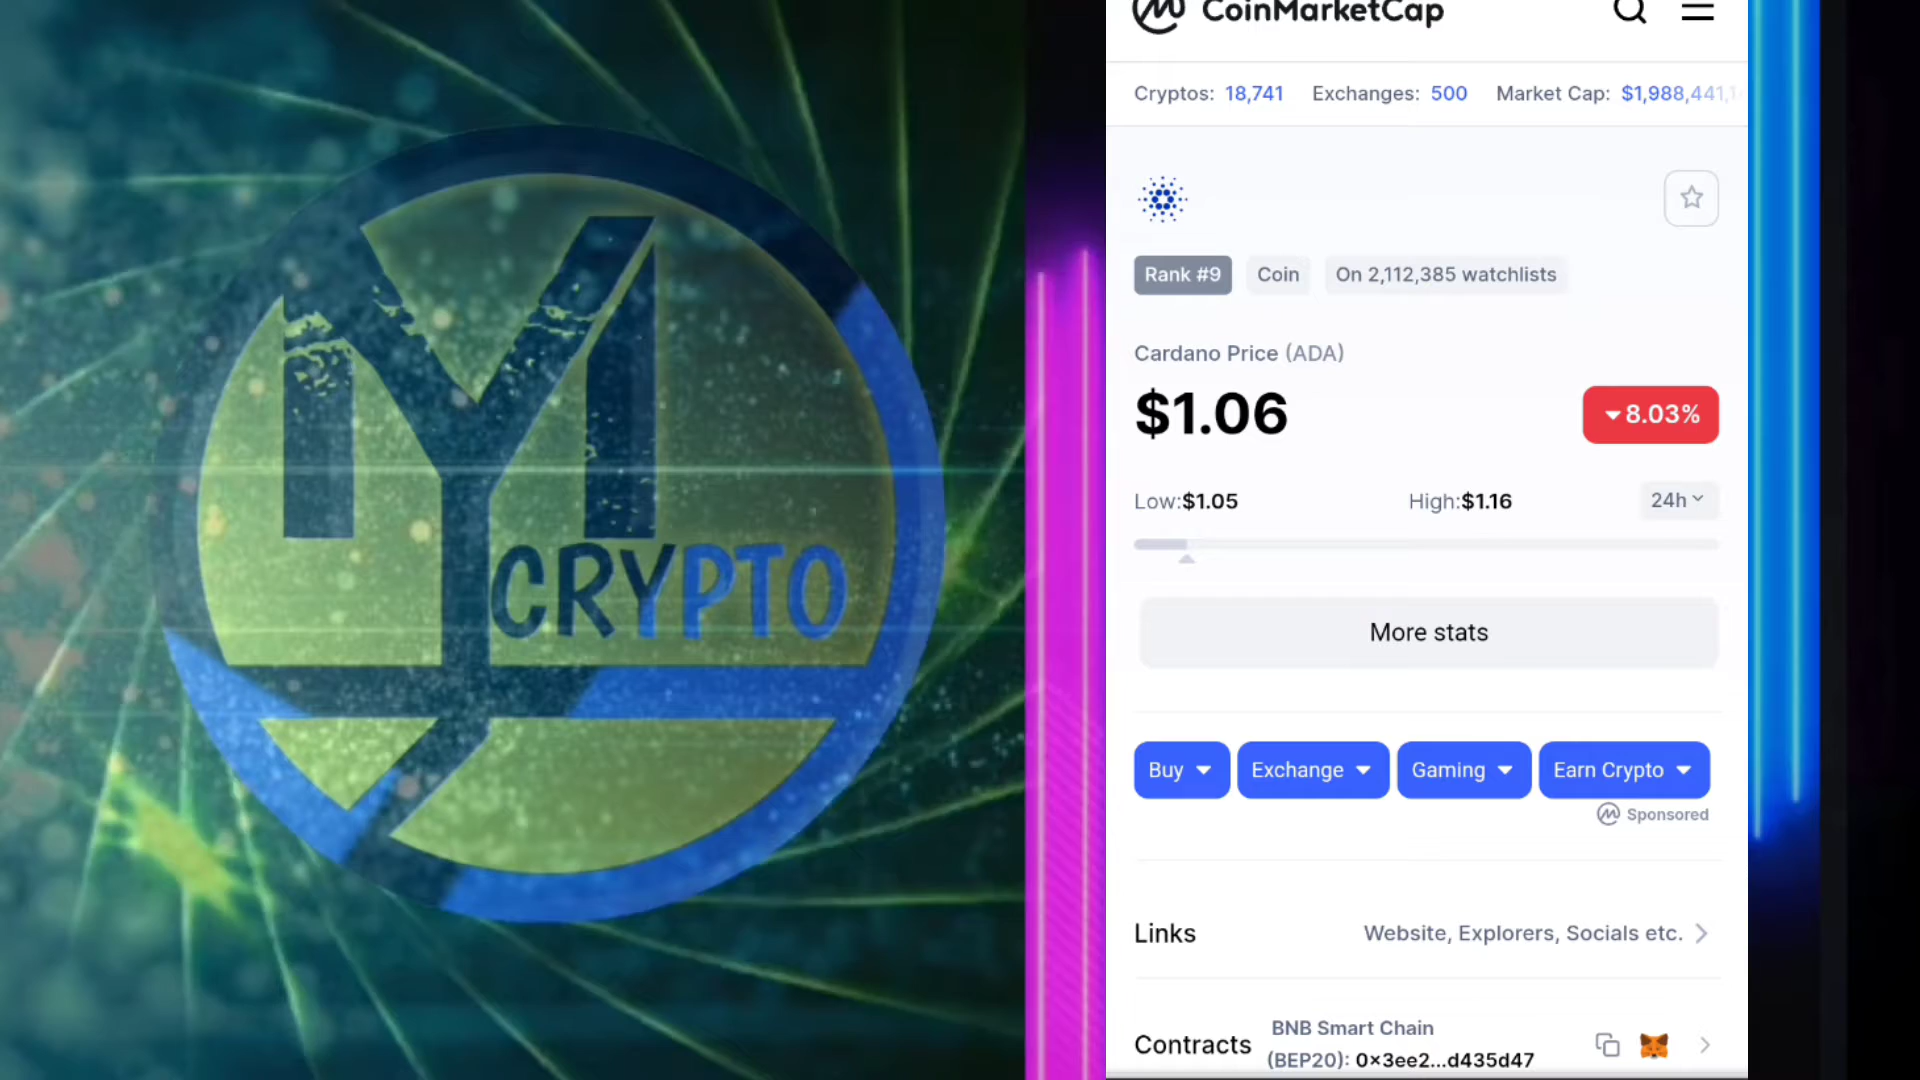 CRYPTO
CoinMarketCap
Cryptos: 18,741 Exchanges: 500 Market Cap: $1,988,441,1
Rank #9 Coin On 2,112,385 watchlists
Cardano Price (ADA)
$1.06 8.03%
Low:$1.05 High:$1.16 24h
More stats
Buy Exchange Gaming Earn Crypto
Sponsored
Links Website, Explorers, Socials etc.
BNB Smart Chain
Contracts (BEP20): 0x3ee2...d435d47